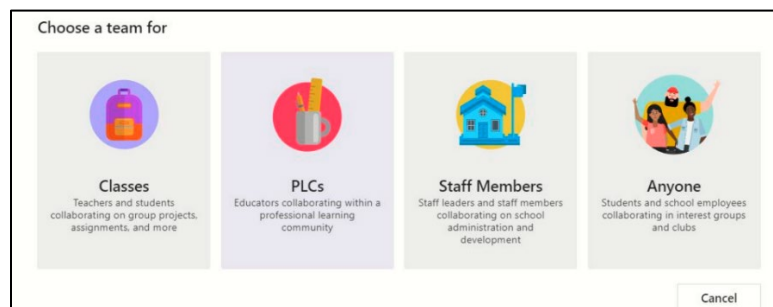 Choose a team for
Classes
Teachers and students
collaborating on group projects,
assignments, and more
PLCs
Educators collaborating within a
professional learning
community
Staff Members
Staff leaders and staff members
collaborating on school
administration and
development
Anyone
Students and school employees
collaborating in interest groups
and clubs
Cancel